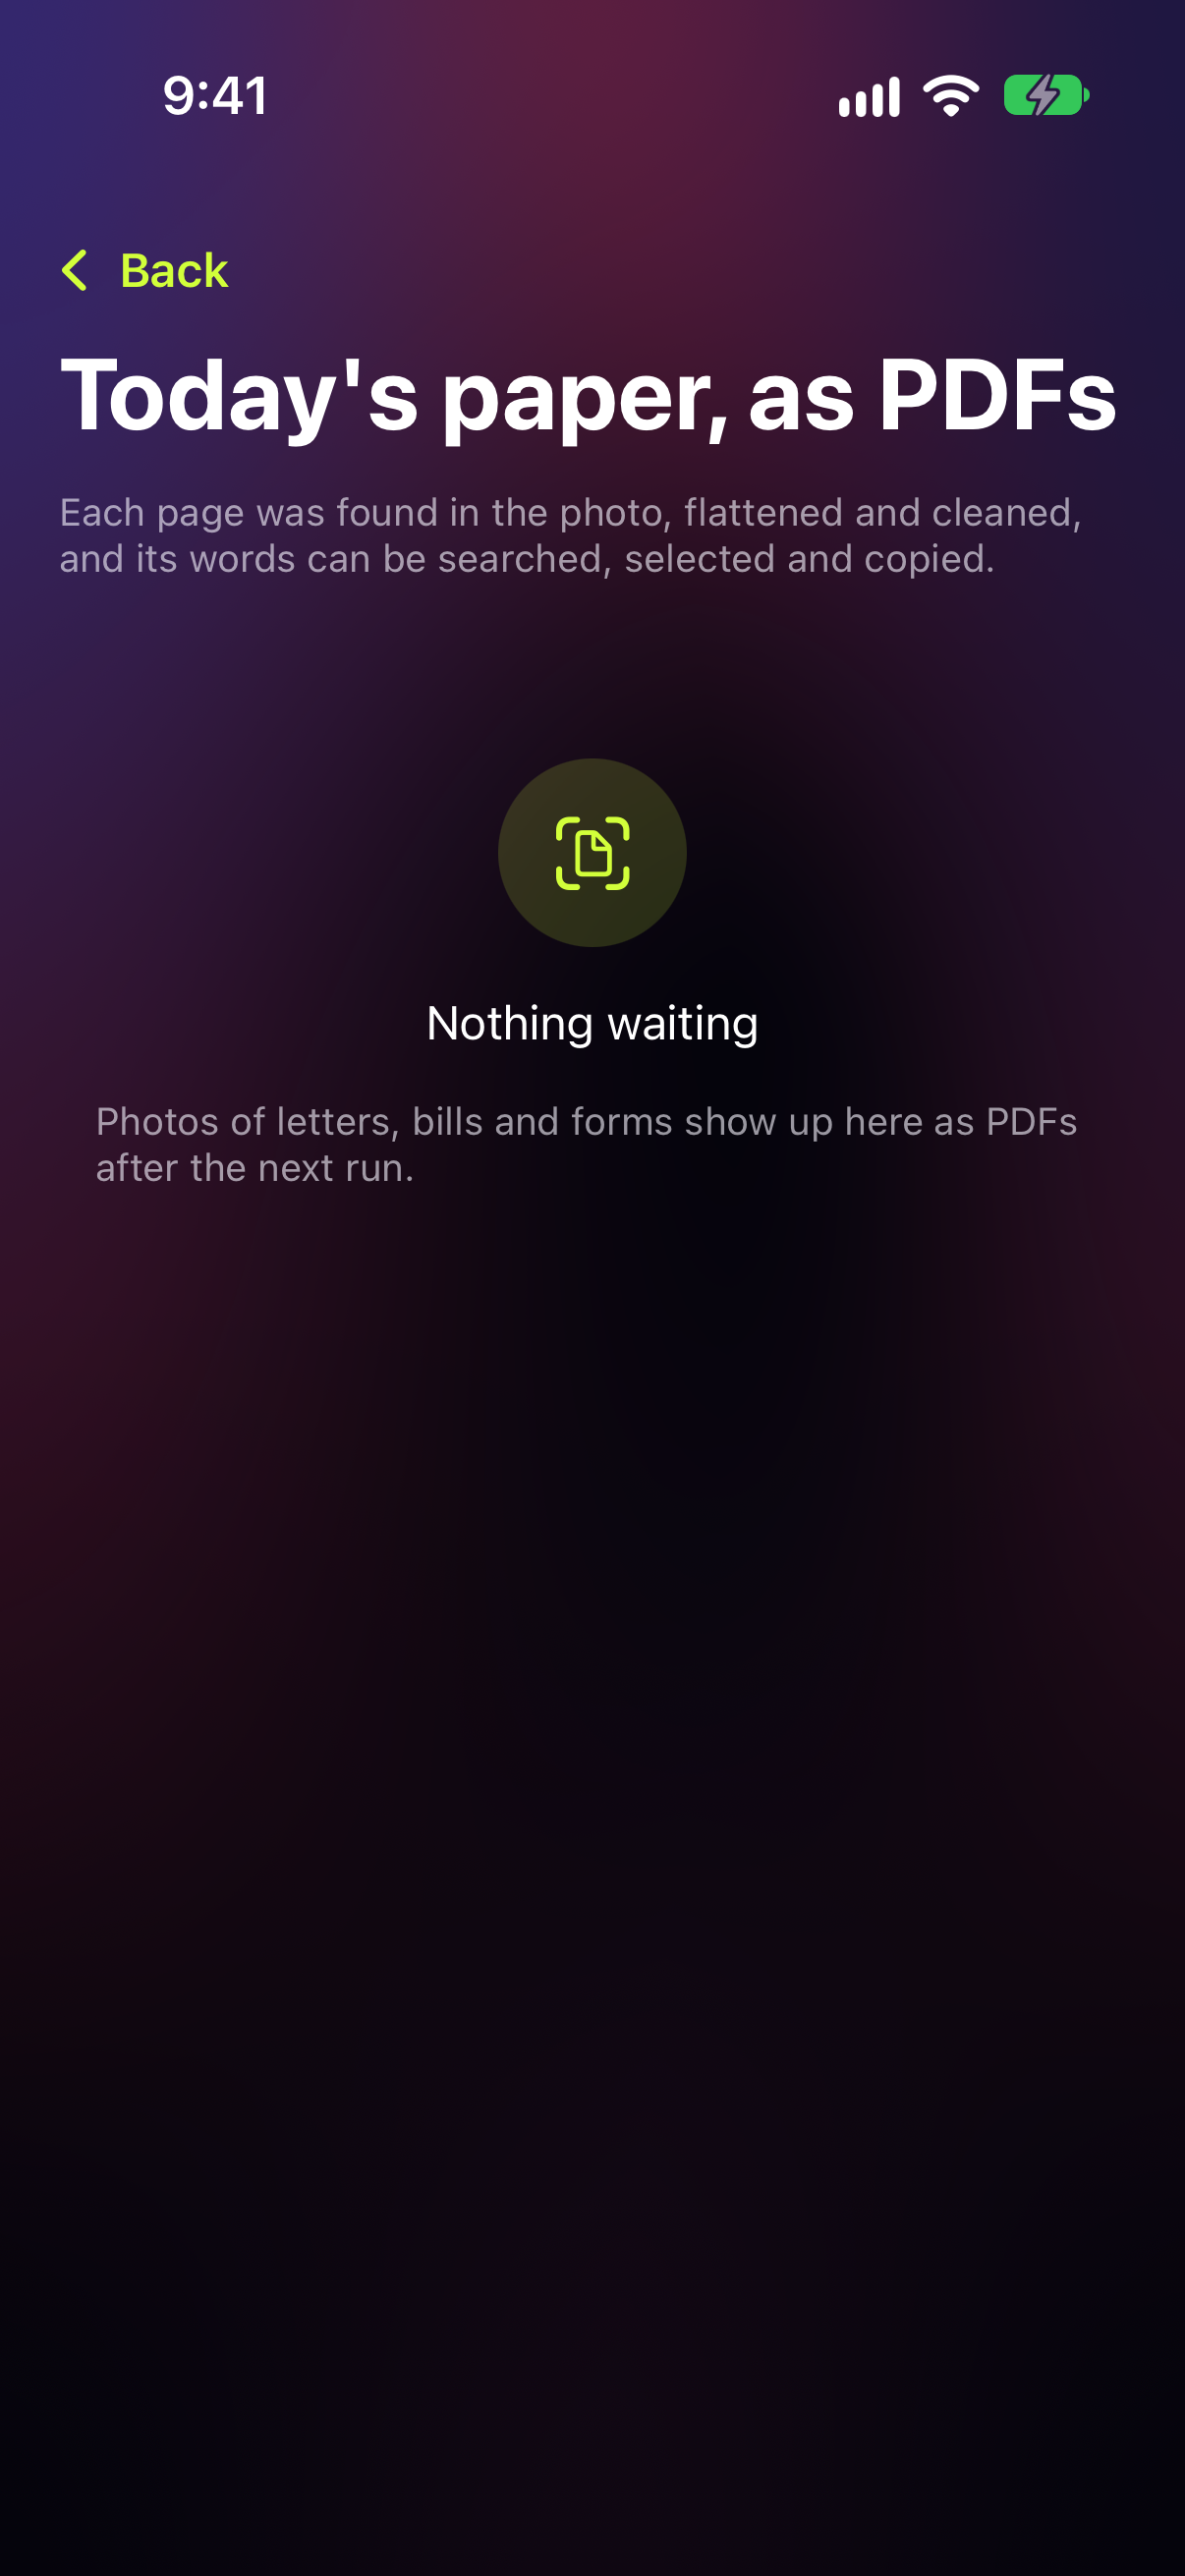 9:41
Back
Today's paper, as PDFs
Each page was found in the photo, flattened and cleaned,
and its words can be searched, selected and copied.
Nothing waiting
Photos of letters, bills and forms show up here as PDFs
after the next run.